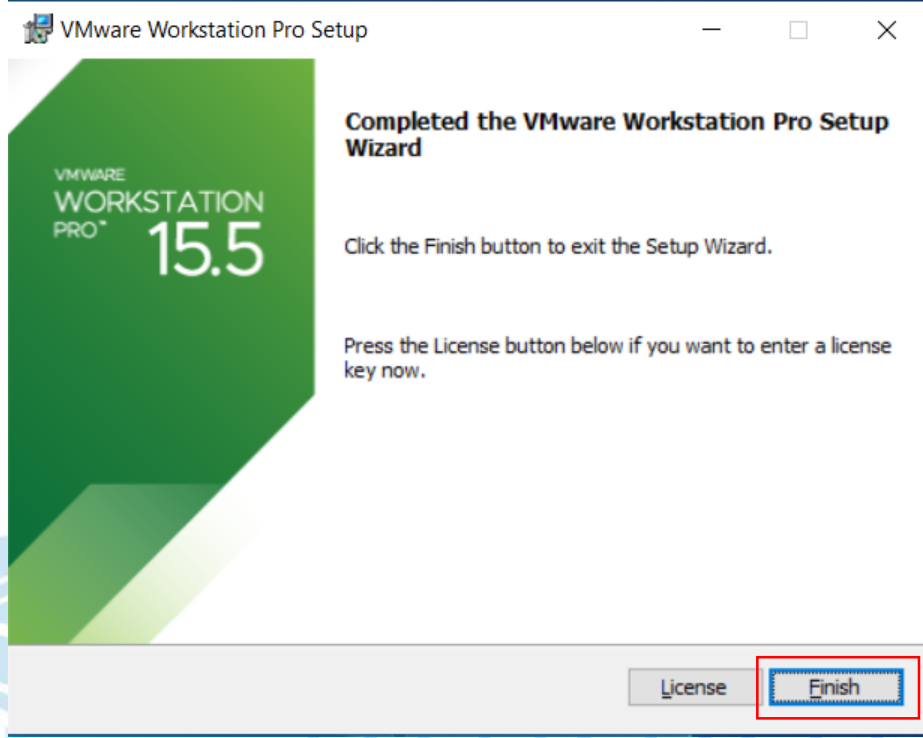 VMware Workstation Pro Setup
VMWARE
WORKSTATION
PRO™ 15.5
Completed the VMware Workstation Pro Setup
Wizard
Click the Finish button to exit the Setup Wizard.
Press the License button below if you want to enter a license
key now.
License
Finish